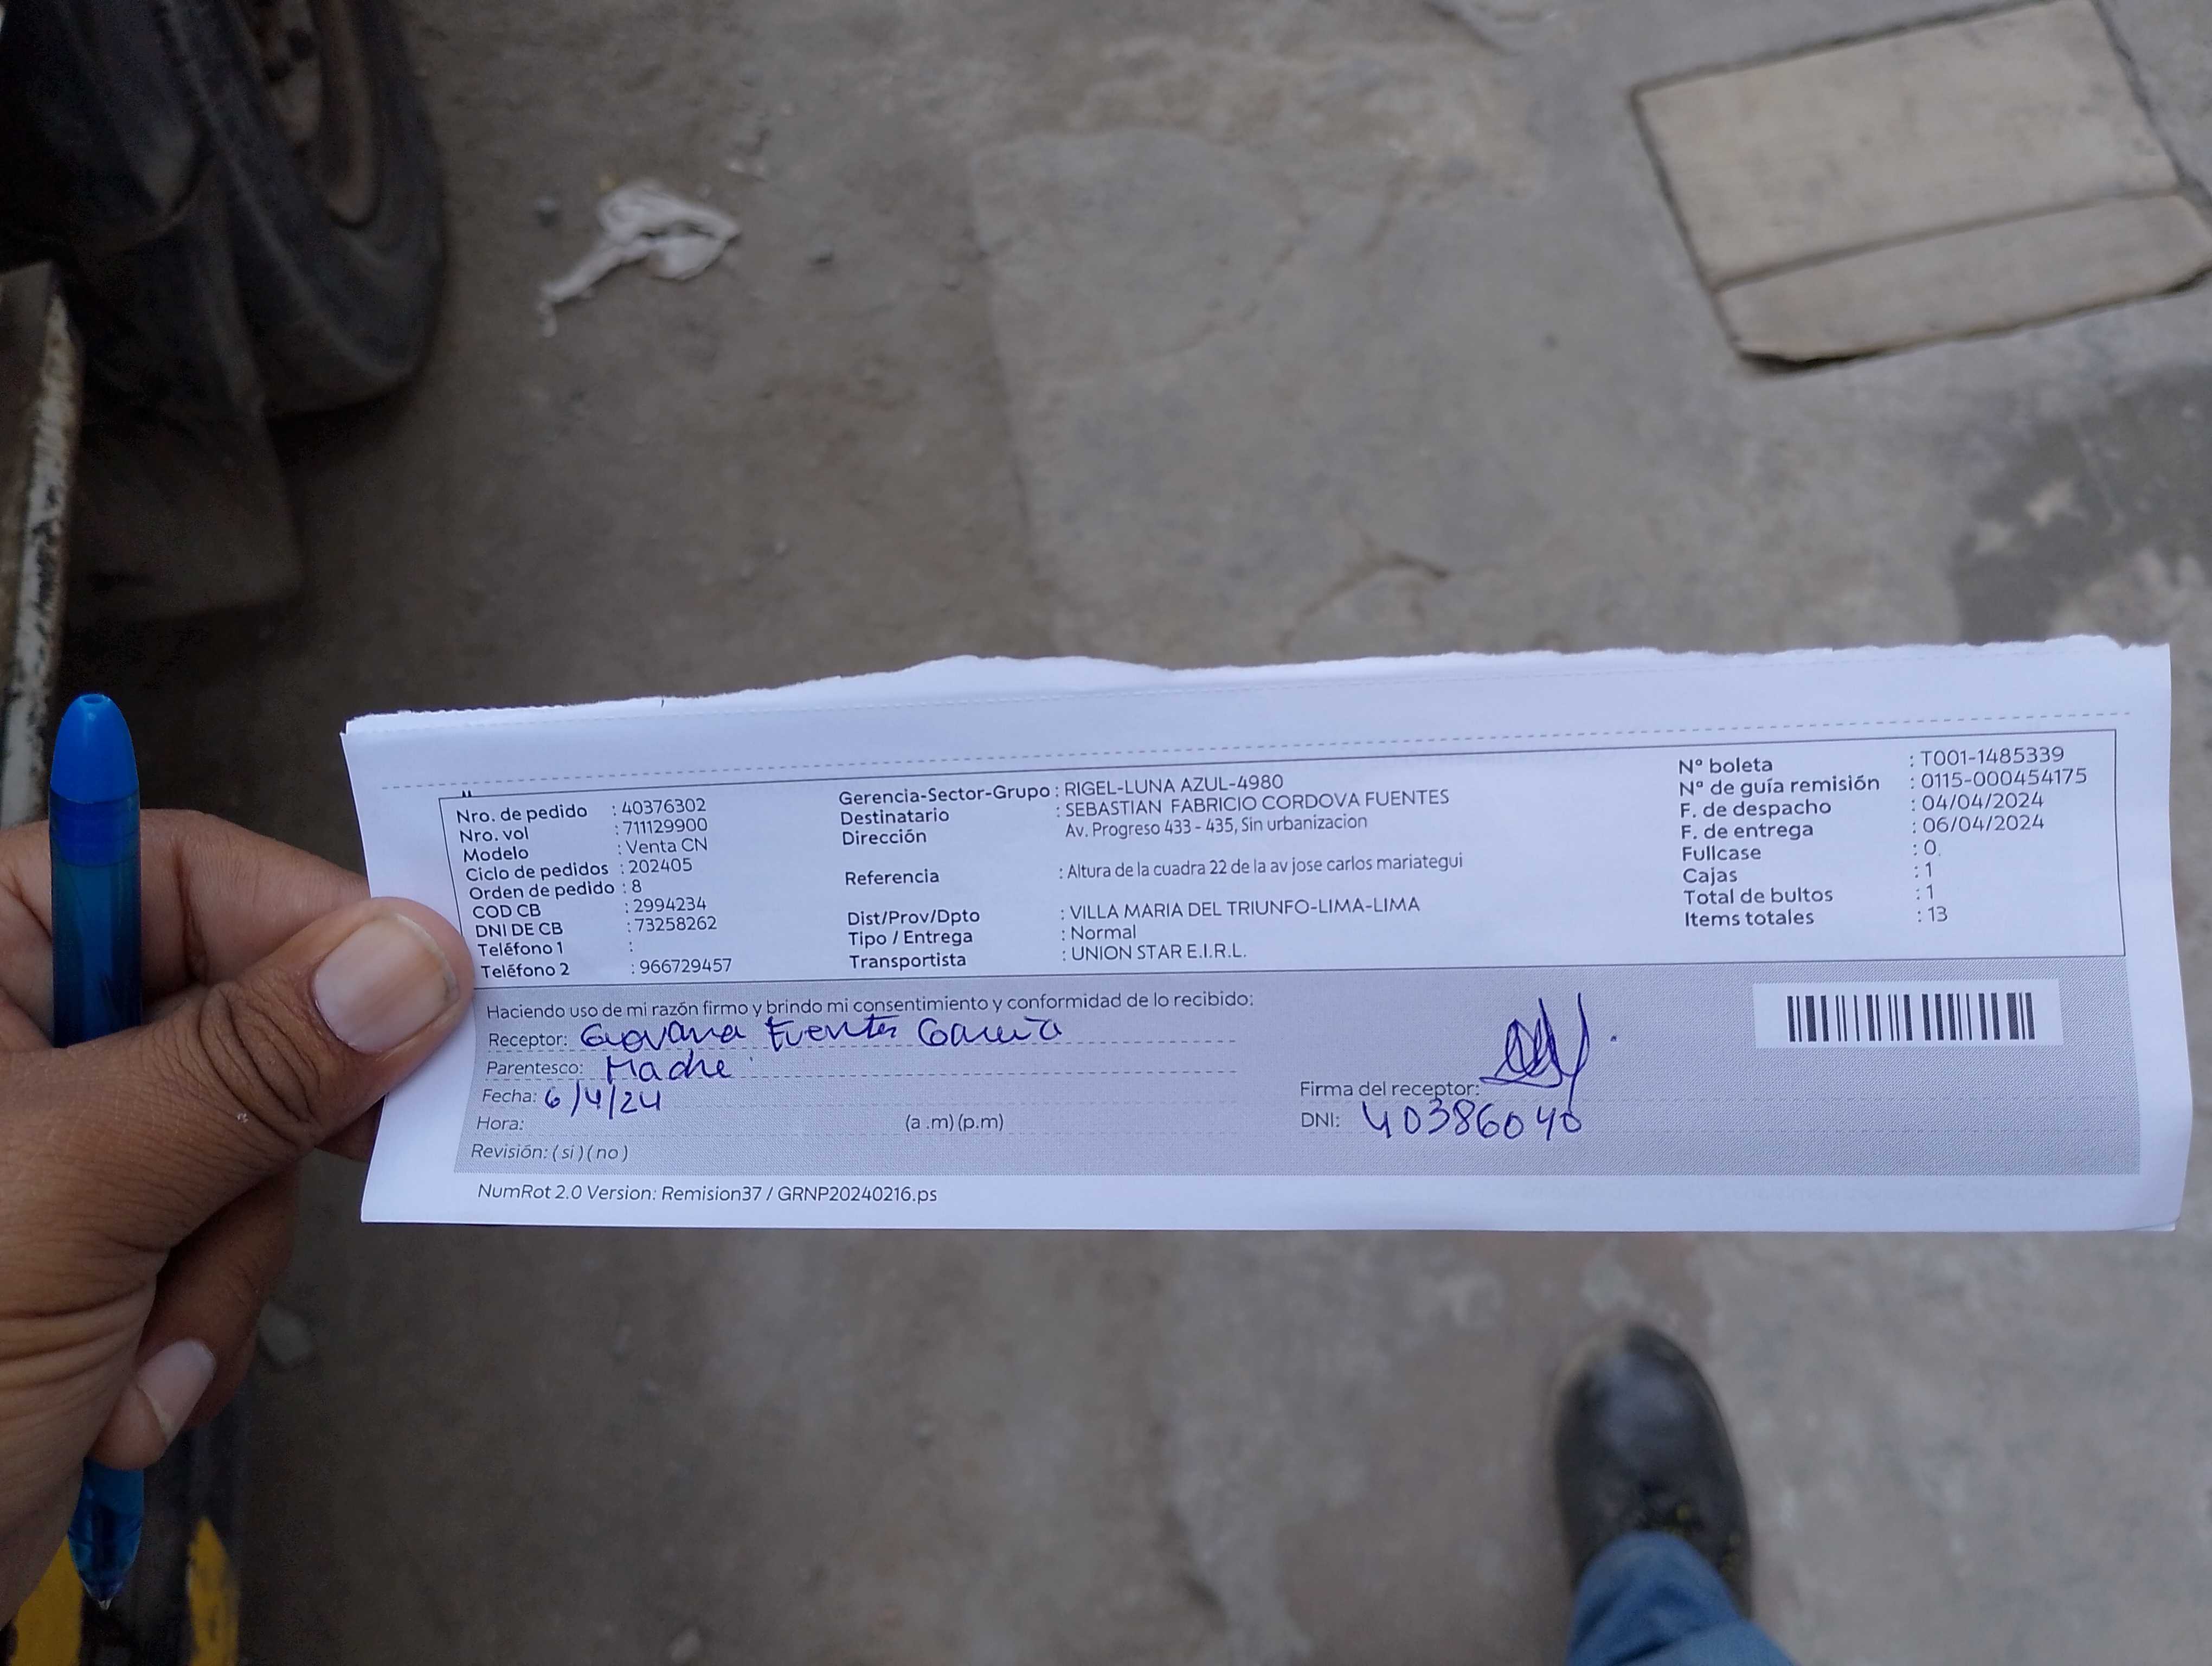 Nro. de pedido : 40376302
Nro. vol : 711129900
Modelo : Venta CN
Ciclo de pedidos : 202405
Orden de pedido : 8
COD CB : 2994234
DNI DE CB : 73258262
Teléfono 1 :
Teléfono 2 : 966729457
Gerencia-Sector-Grupo : RIGEL-LUNA AZUL-4980
Destinatario : SEBASTIAN FABRICIO CORDOVA FUENTES
Dirección Av. Progreso 433 - 435, Sin urbanizacion
Referencia : Altura de la cuadra 22 de la av jose carlos mariategui
Dist/Prov/Dpto : VILLA MARIA DEL TRIUNFO-LIMA-LIMA
Tipo / Entrega : Normal
Transportista : UNION STAR E.I.R.L.
Nº boleta : T001-1485339
Nº de guía remisión : 0115-000454175
F. de despacho : 04/04/2024
F. de entrega : 06/04/2024
Fullcase : 0
Cajas : 1
Total de bultos : 1
Items totales : 13
Haciendo uso de mi razón firmo y brindo mi consentimiento y conformidad de lo recibido:
Receptor: Giovana Fuentes Garcia
Parentesco: Madre
Fecha: 6/4/24
Hora: (a .m) (p.m)
Revisión: ( si ) ( no )
Firma del receptor:
DNI: 40386040
NumRot 2.0 Version: Remision37 / GRNP20240216.ps